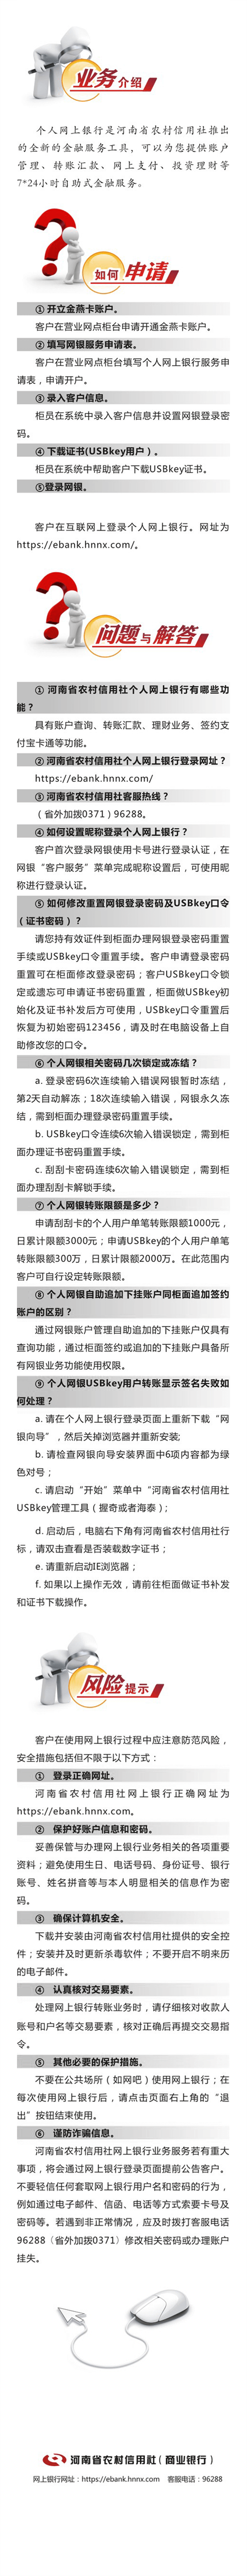 业务介绍
个人网上银行是河南省农村信用社推出
的全新的金融服务工具，可以为您提供账户
管理、转账汇款、网上支付、投资理财等
7*24小时自助式金融服务。
如何申请
① 开立金燕卡账户。
客户在营业网点柜台申请开通金燕卡账户。
② 填写网银服务申请表。
客户在营业网点柜台填写个人网上银行服务申
请表，申请开户。
③ 录入客户信息。
柜员在系统中录入客户信息并设置网银登录密
码。
④ 下载证书(USBkey用户）。
柜员在系统中帮助客户下载USBkey证书。
⑤登录网银。
客户在互联网上登录个人网上银行。网址为
https://ebank.hnnx.com/。
问题与解答
① 河南省农村信用社个人网上银行有哪些功
能？
具有账户查询、转账汇款、理财业务、签约支
付宝卡通等功能。
② 河南省农村信用社个人网上银行登录网址？
https://ebank.hnnx.com/
③ 河南省农村信用社客服热线？
（省外加拨0371）96288。
④ 如何设置昵称登录个人网上银行？
客户首次登录网银使用卡号进行登录认证，在
网银“客户服务”菜单完成昵称设置后，可使用昵
称进行登录认证。
⑤ 如何修改重置网银登录密码及USBkey口令
（证书密码）？
请您持有效证件到柜面办理网银登录密码重置
手续或USBkey口令重置手续。客户申请登录密码
重置可在柜面修改登录密码；客户USBkey口令锁
定或遗忘可申请证书密码重置，柜面做USBkey初
始化及证书补发后方可使用，USBkey口令重置后
恢复为初始密码123456，请及时在电脑设备上自
助修改您的口令。
⑥ 个人网银相关密码几次锁定或冻结？
a. 登录密码6次连续输入错误网银暂时冻结，
第2天自动解冻；18次连续输入错误，网银永久冻
结，需到柜面办理登录密码重置手续。
b. USBkey口令连续6次输入错误锁定，需到柜
面办理证书密码重置手续。
c. 刮刮卡密码连续6次输入错误锁定，需到柜
面办理刮刮卡解锁手续。
⑦ 个人网银转账限额是多少？
申请刮刮卡的个人用户单笔转账限额1000元，
日累计限额3000元；申请USBkey的个人用户单笔
转账限额300万，日累计限额2000万。在此范围内
客户可自行设定转账限额。
⑧ 个人网银自助追加下挂账户同柜面追加签约
账户的区别？
通过网银账户管理自助追加的下挂账户仅具有
查询功能，通过柜面签约或追加的下挂账户具备所
有网银业务功能使用权限。
⑨ 个人网银USBkey用户转账显示签名失败如
何处理？
a. 请在个人网上银行登录页面上重新下载“网
银向导”，然后关掉浏览器并重新安装;
b. 请检查网银向导安装界面中6项内容都为绿
色对号；
c. 请启动“开始”菜单中“河南省农村信用社
USBkey管理工具（握奇或者海泰）;
d. 启动后，电脑右下角有河南省农村信用社行
标，请双击查看是否装载数字证书；
e. 请重新启动IE浏览器；
f. 如果以上操作无效，请前往柜面做证书补发
和证书下载操作。
风险提示
客户在使用网上银行过程中应注意防范风险，
安全措施包括但不限于以下方式：
① 登录正确网址。
河南省农村信用社网上银行正确网址为
https://ebank.hnnx.com。
② 保护好账户信息和密码。
妥善保管与办理网上银行业务相关的各项重要
资料；避免使用生日、电话号码、身份证号、银行
账号、姓名拼音等与本人明显相关的信息作为密
码。
③ 确保计算机安全。
下载并安装由河南省农村信用社提供的安全控
件；安装并及时更新杀毒软件；不要开启不明来历
的电子邮件。
④ 认真核对交易要素。
处理网上银行转账业务时，请仔细核对收款人
账号和户名等交易要素，核对正确后再提交交易指
令。
⑤ 其他必要的保护措施。
不要在公共场所（如网吧）使用网上银行；在
每次使用网上银行后，请点击页面右上角的“退
出”按钮结束使用。
⑥ 谨防诈骗信息。
河南省农村信用社网上银行业务服务若有重大
事项，将会通过网上银行登录页面提前公告客户。
不要轻信任何套取网上银行用户名和密码的行为，
例如通过电子邮件、信函、电话等方式索要卡号及
密码等。若遇到非正常情况，应及时拨打客服电话
96288（省外加拨0371）修改相关密码或办理账户
挂失。
河南省农村信用社（商业银行）
网上银行网址：https://ebank.hnnx.com 客服电话：96288